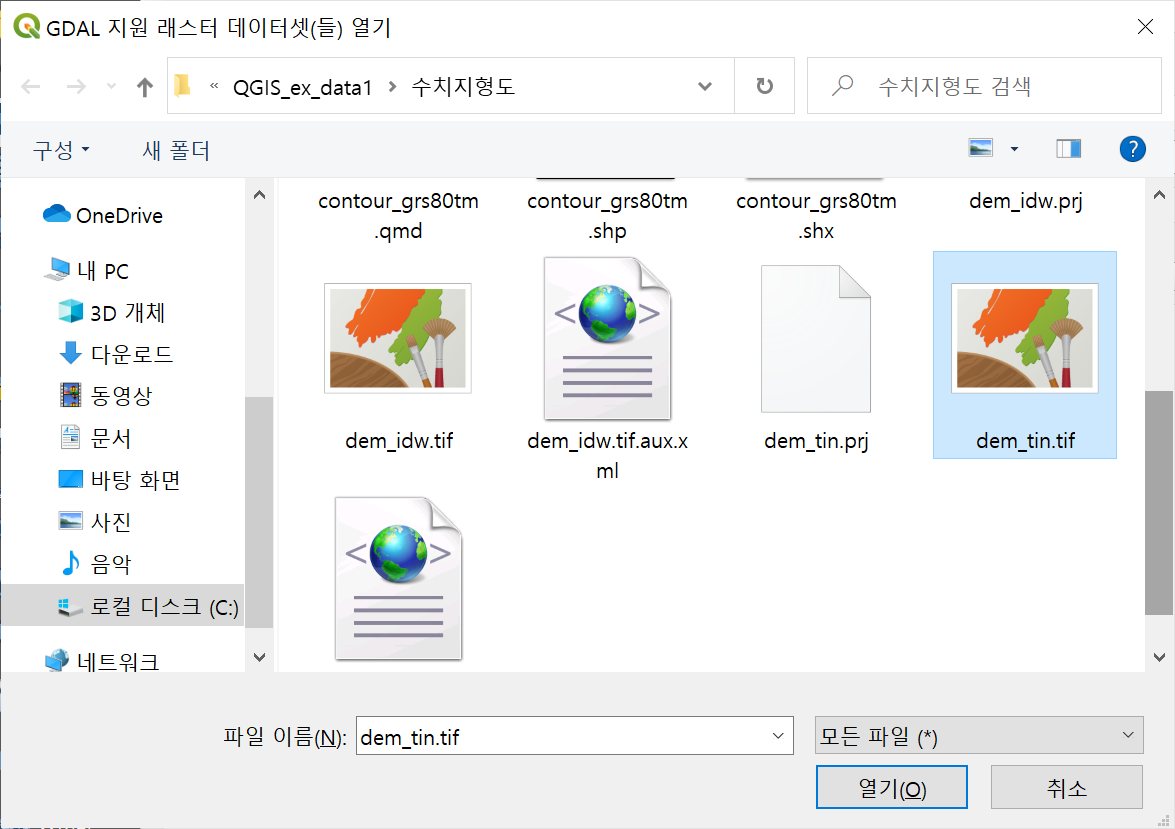 GDAL 지원 래스터 데이터셋(들) 열기
« QGIS_ex_data1 › 수치지형도
수치지형도 검색
구성
새 폴더
OneDrive
내 PC
3D 개체
다운로드
동영상
문서
바탕 화면
사진
음악
로컬 디스크 (C:)
네트워크
contour_grs80tm
.qmd
contour_grs80tm
.shp
contour_grs80tm
.shx
dem_idw.prj
dem_idw.tif
dem_idw.tif.aux.x
ml
dem_tin.prj
dem_tin.tif
파일 이름(N):
dem_tin.tif
모든 파일 (*)
열기(O)
취소